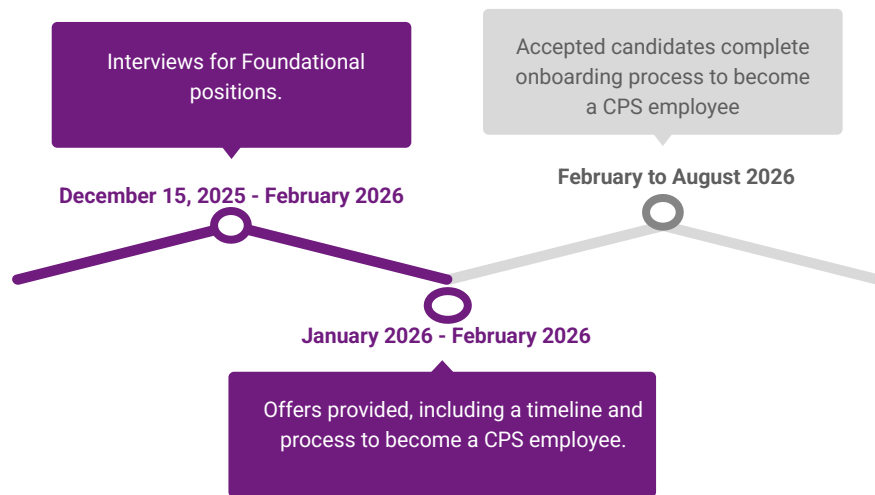 Interviews for Foundational
positions.
December 15, 2025 - February 2026
Accepted candidates complete
onboarding process to become
a CPS employee
February to August 2026
January 2026 - February 2026
Offers provided, including a timeline and
process to become a CPS employee.